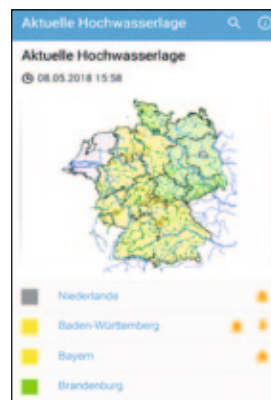 Aktuelle Hochwasserlage
Aktuelle Hochwasserlage
08.05.2018 15:58
Niederlande
Baden-Württemberg
Bayern
Brandenburg